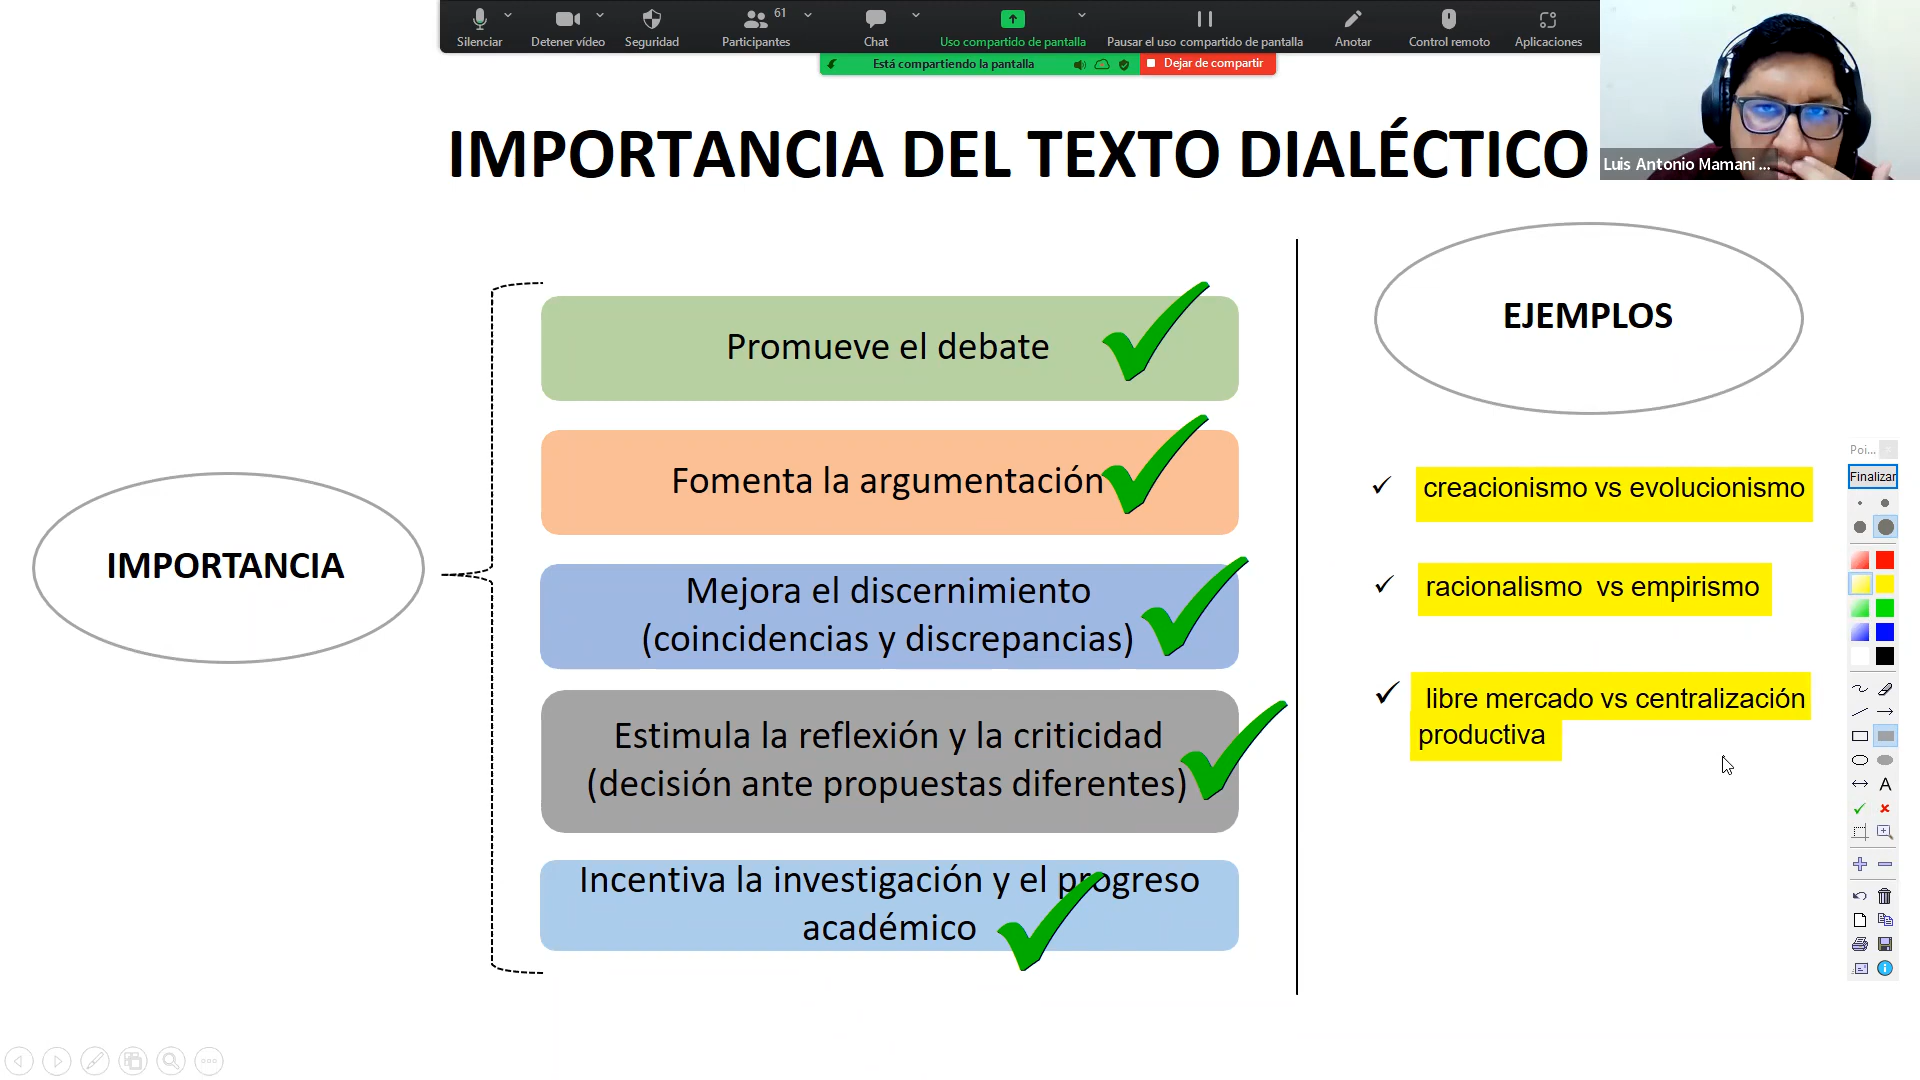 Silenciar
Detener vídeo
Seguridad
61
Participantes
Chat
Uso compartido de pantalla
Pausar el uso compartido de pantalla
Anotar
Control remoto
Aplicaciones
Está compartiendo la pantalla
Dejar de compartir
Luis Antonio Mamani ...
IMPORTANCIA DEL TEXTO DIALÉCTICO
IMPORTANCIA
Promueve el debate
Fomenta la argumentación
Mejora el discernimiento
(coincidencias y discrepancias)
Estimula la reflexión y la criticidad
(decisión ante propuestas diferentes)
Incentiva la investigación y el progreso
académico
EJEMPLOS
creacionismo vs evolucionismo
racionalismo vs empirismo
libre mercado vs centralización
productiva
Poi...
Finalizar
A